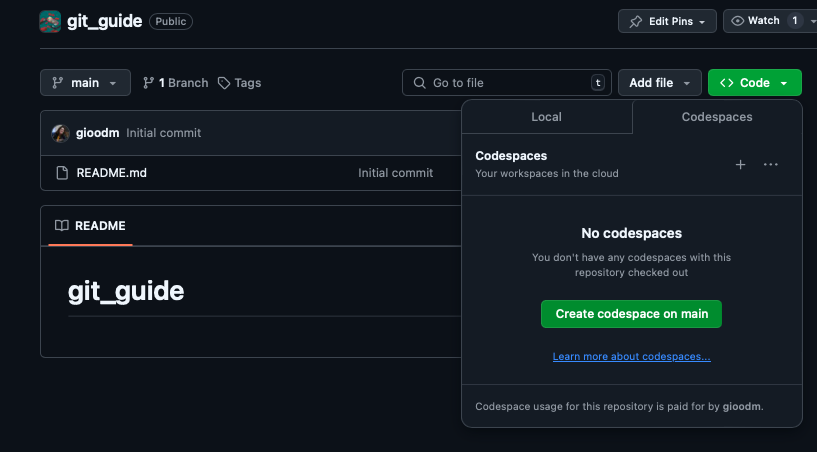 git_guide Public Edit Pins Watch 1
main 1 Branch Tags Go to file t Add file <> Code
Local Codespaces
gioodm Initial commit
Codespaces
Your workspaces in the cloud
README.md Initial commit
README
No codespaces
You don't have any codespaces with this
repository checked out
git_guide
Create codespace on main
Learn more about codespaces...
Codespace usage for this repository is paid for by gioodm.